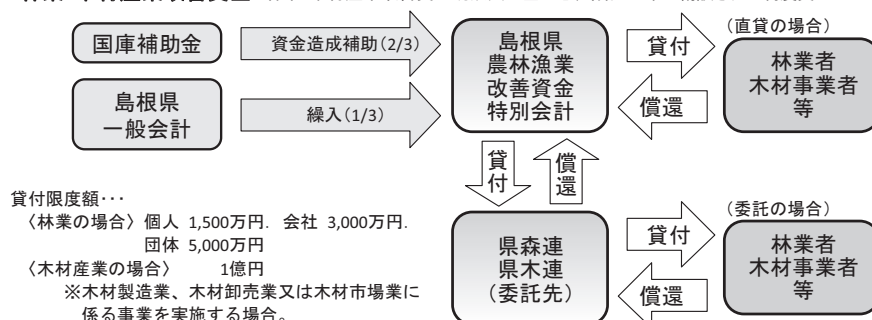 国庫補助金
資金造成補助(2/3)
島根県
一般会計
繰入(1/3)
島根県
農林漁業
改善資金
特別会計
(直貸の場合)
貸付
償還
林業者
木材事業者
等
貸付
償還
貸付限度額･･･
〈林業の場合〉個人 1,500万円. 会社 3,000万円.
団体 5,000万円
〈木材産業の場合〉 1億円
※木材製造業、木材卸売業又は木材市場業に
係る事業を実施する場合。
県森連
県木連
(委託先)
(委託の場合)
貸付
償還
林業者
木材事業者
等